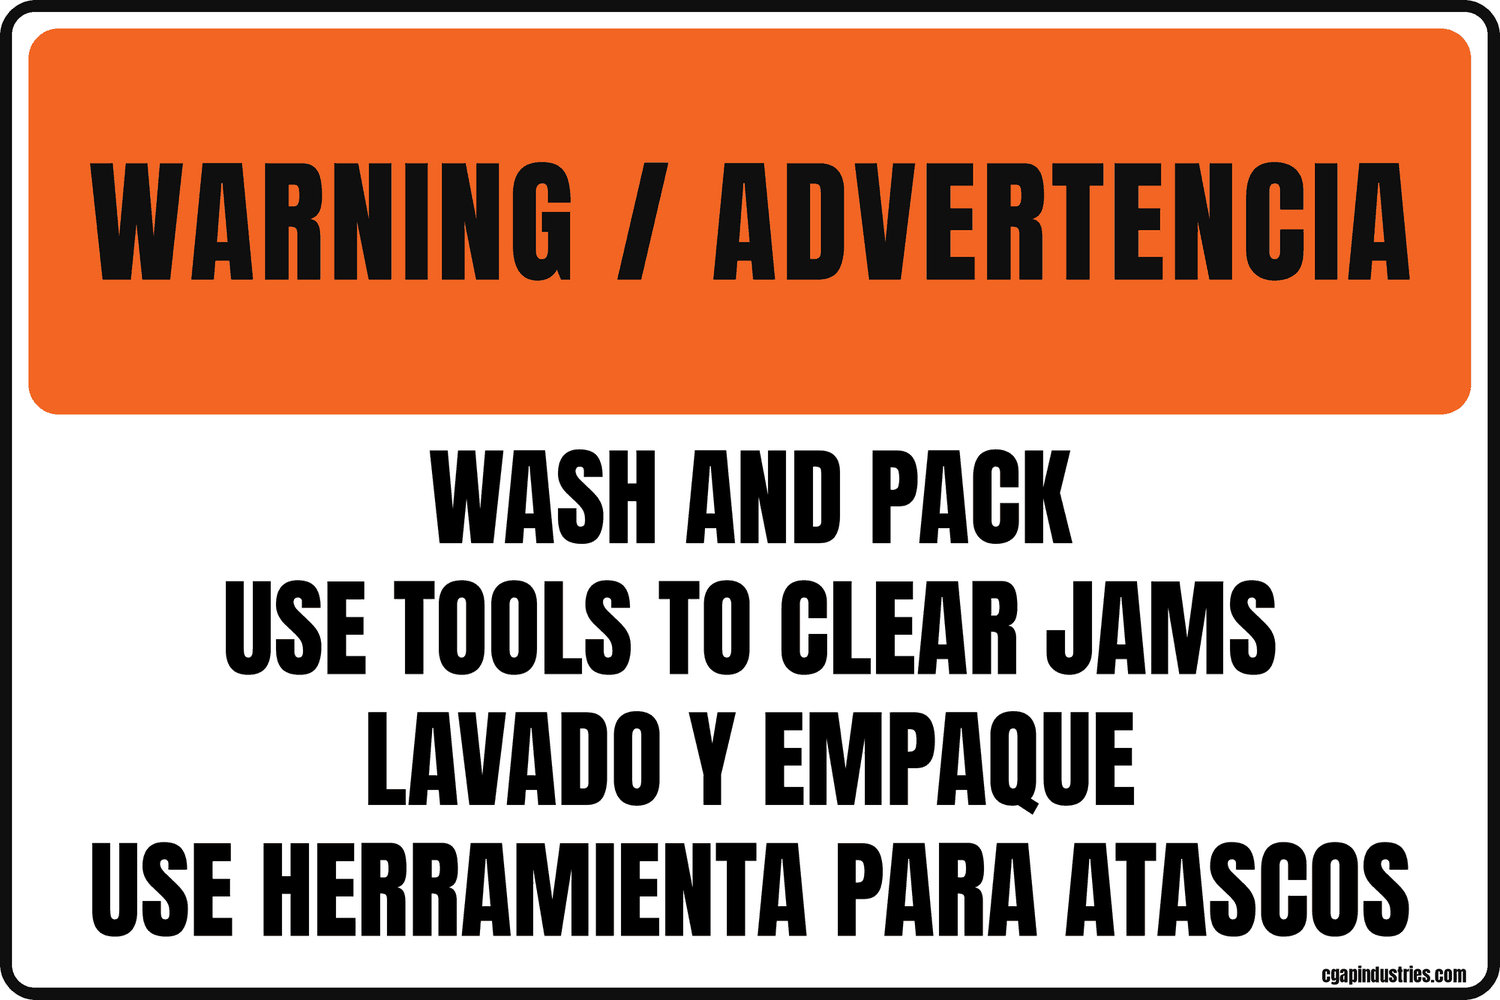 WARNING / ADVERTENCIA
WASH AND PACK
USE TOOLS TO CLEAR JAMS
LAVADO Y EMPAQUE
USE HERRAMIENTA PARA ATASCOS
cgapindustries.com